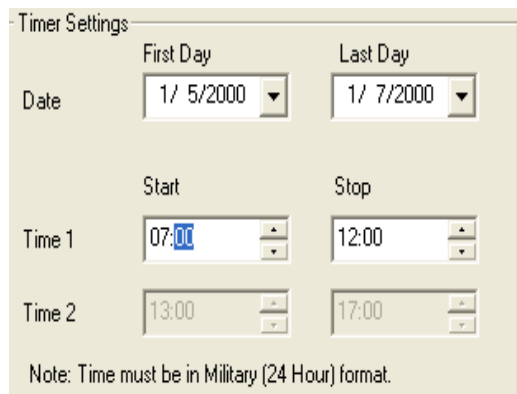 Timer Settings
First Day Last Day
Date 1/ 5/2000 1/ 7/2000
Start Stop
Time 1 07:00 12:00
Time 2 13:00 17:00
Note: Time must be in Military (24 Hour) format.